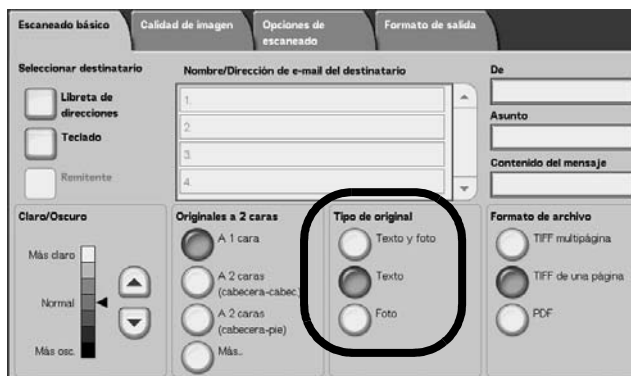 Escaneado básico
Calidad de imagen
Opciones de
escaneado
Formato de salida
Seleccionar destinatario
Libreta de
direcciones
Teclado
Remitente
Nombre/Dirección de e-mail del destinatario
1.
2.
3.
4.
De
Asunto
Contenido del mensaje
Claro/Oscuro
Más claro
Normal
Más osc.
Originales a 2 caras
A 1 cara
A 2 caras
(cabecera-cabec)
A 2 caras
(cabecera-pie)
Más..
Tipo de original
Texto y foto
Texto
Foto
Formato de archivo
TIFF multipágina
TIFF de una página
PDF